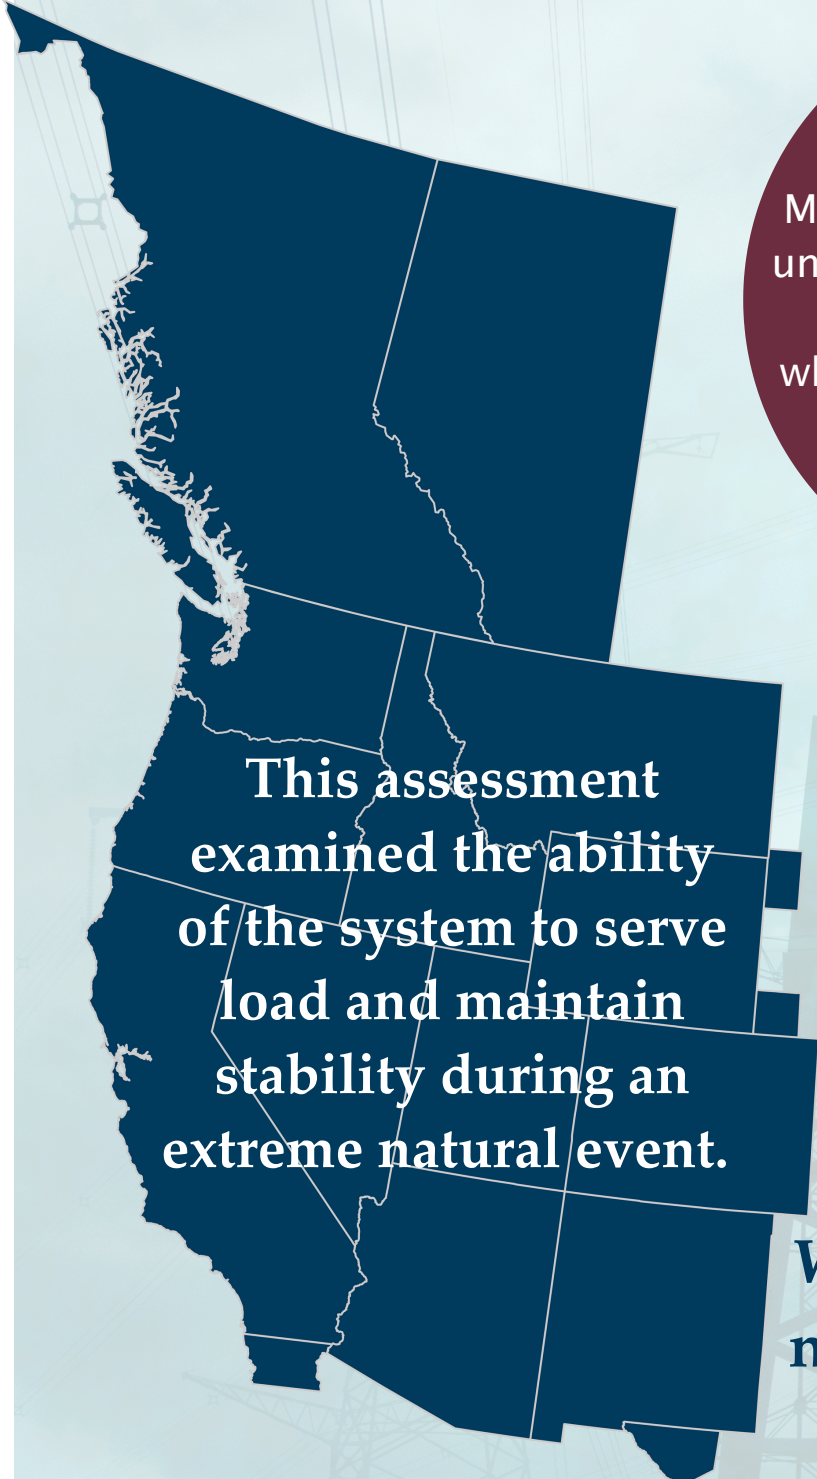 This assessment
examined the ability
of the system to serve
load and maintain
stability during an
extreme natural event.